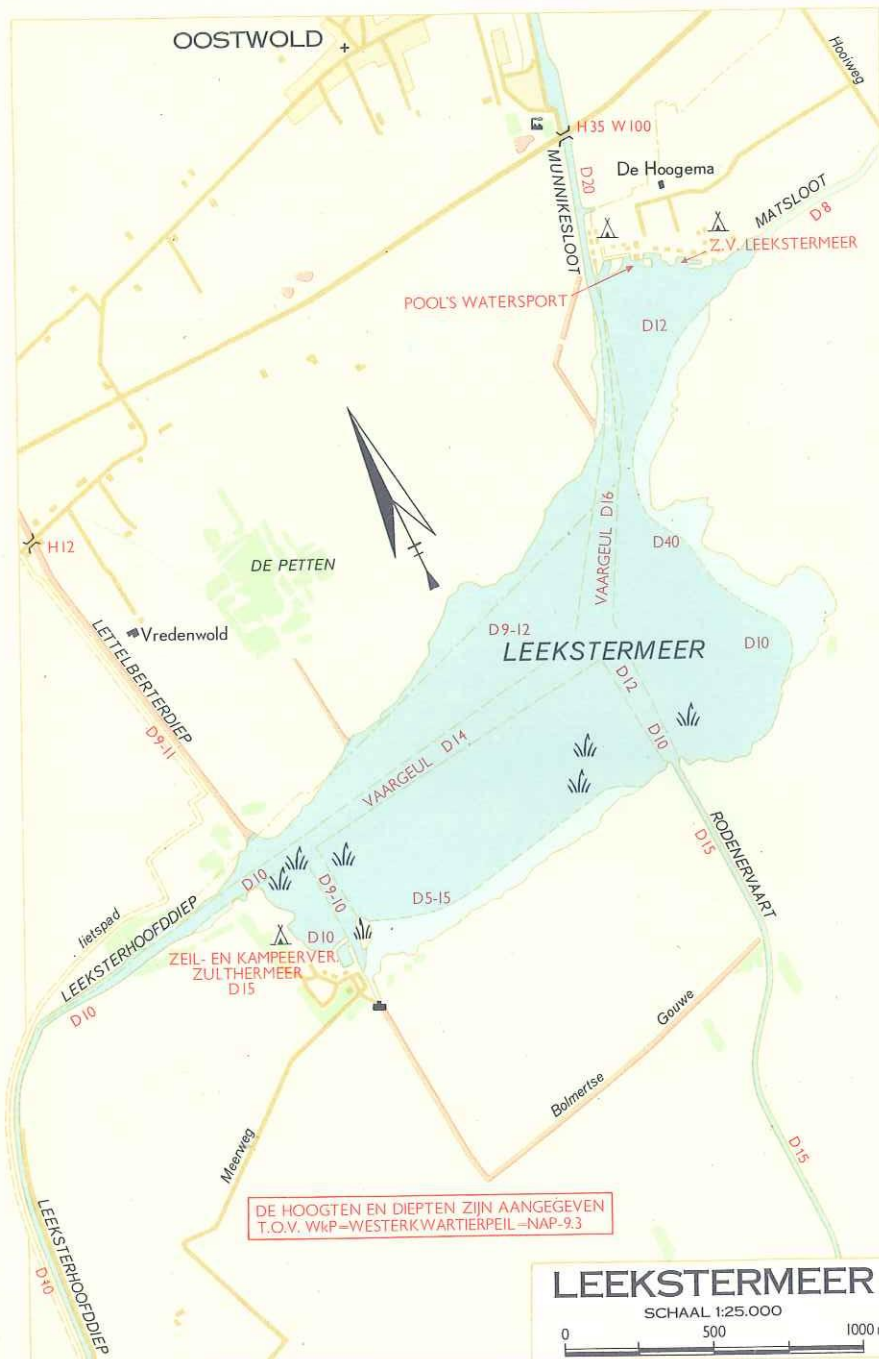 OOSTWOLD
Hooiweg
H35 W100
D20
MUNNIKESLOOT
De Hoogema
MATSLOOT
D8
Z.V. LEEKSTERMEER
POOL'S WATERSPORT
D12
VAARGEUL D16
D40
H12
DE PETTEN
Vredenwold
LETTELBERTERDIEP
D9-11
D9-12
LEEKSTERMEER
D10
D12
D10
VAARGEUL D14
RODENERVAART
D15
D10
D9-10
D5-15
fietspad
LEEKSTERHOOFDDIEP
D10
D10
ZEIL- EN KAMPEERVER.
ZULTHERMEER
D15
Gouwe
Bolmertse
Meerweg
D15
DE HOOGTEN EN DIEPTEN ZIJN AANGEGEVEN
T.O.V. WkP=WESTERKWARTIERPEIL=NAP-9.3
LEEKSTERHOOFDDIEP
D10
LEEKSTERMEER
SCHAAL 1:25.000
0 500 1000 m